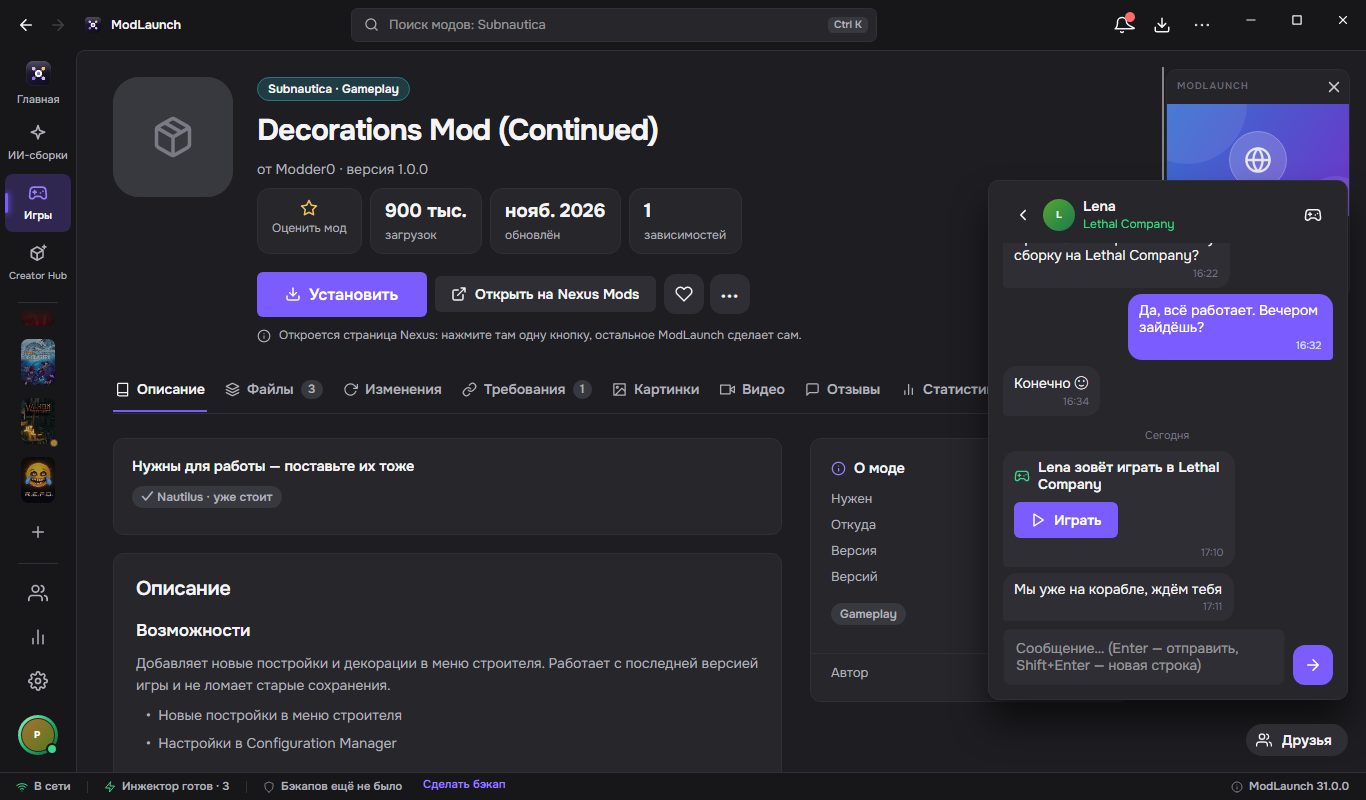 ModLaunch
Поиск модов: Subnautica
Ctrl K
Главная
ИИ-сборки
Игры
Creator Hub
R.E.P.O.
P
Subnautica · Gameplay
Decorations Mod (Continued)
от Modder0 · версия 1.0.0
Оценить мод
900 тыс.
загрузок
нояб. 2026
обновлён
1
зависимостей
Установить
Открыть на Nexus Mods
Откроется страница Nexus: нажмите там одну кнопку, остальное ModLaunch сделает сам.
Описание
Файлы 3
Изменения
Требования 1
Картинки
Видео
Отзывы
Нужны для работы — поставьте их тоже
Nautilus · уже стоит
Описание
Возможности
Добавляет новые постройки и декорации в меню строителя. Работает с последней версией
игры и не ломает старые сохранения.
• Новые постройки в меню строителя
• Настройки в Configuration Manager
О моде
Нужен
Откуда
Версия
Версий
Gameplay
Автор
MODLAUNCH
L
Lena
Lethal Company
сборку на Lethal Company?
16:22
Да, всё работает. Вечером
зайдёшь?
16:32
Конечно 🙂
16:34
Сегодня
Lena зовёт играть в Lethal
Company
Играть
17:10
Мы уже на корабле, ждём тебя
17:11
Сообщение... (Enter — отправить,
Shift+Enter — новая строка)
Друзья
В сети
Инжектор готов · 3
Бэкапов ещё не было
Сделать бэкап
ModLaunch 31.0.0